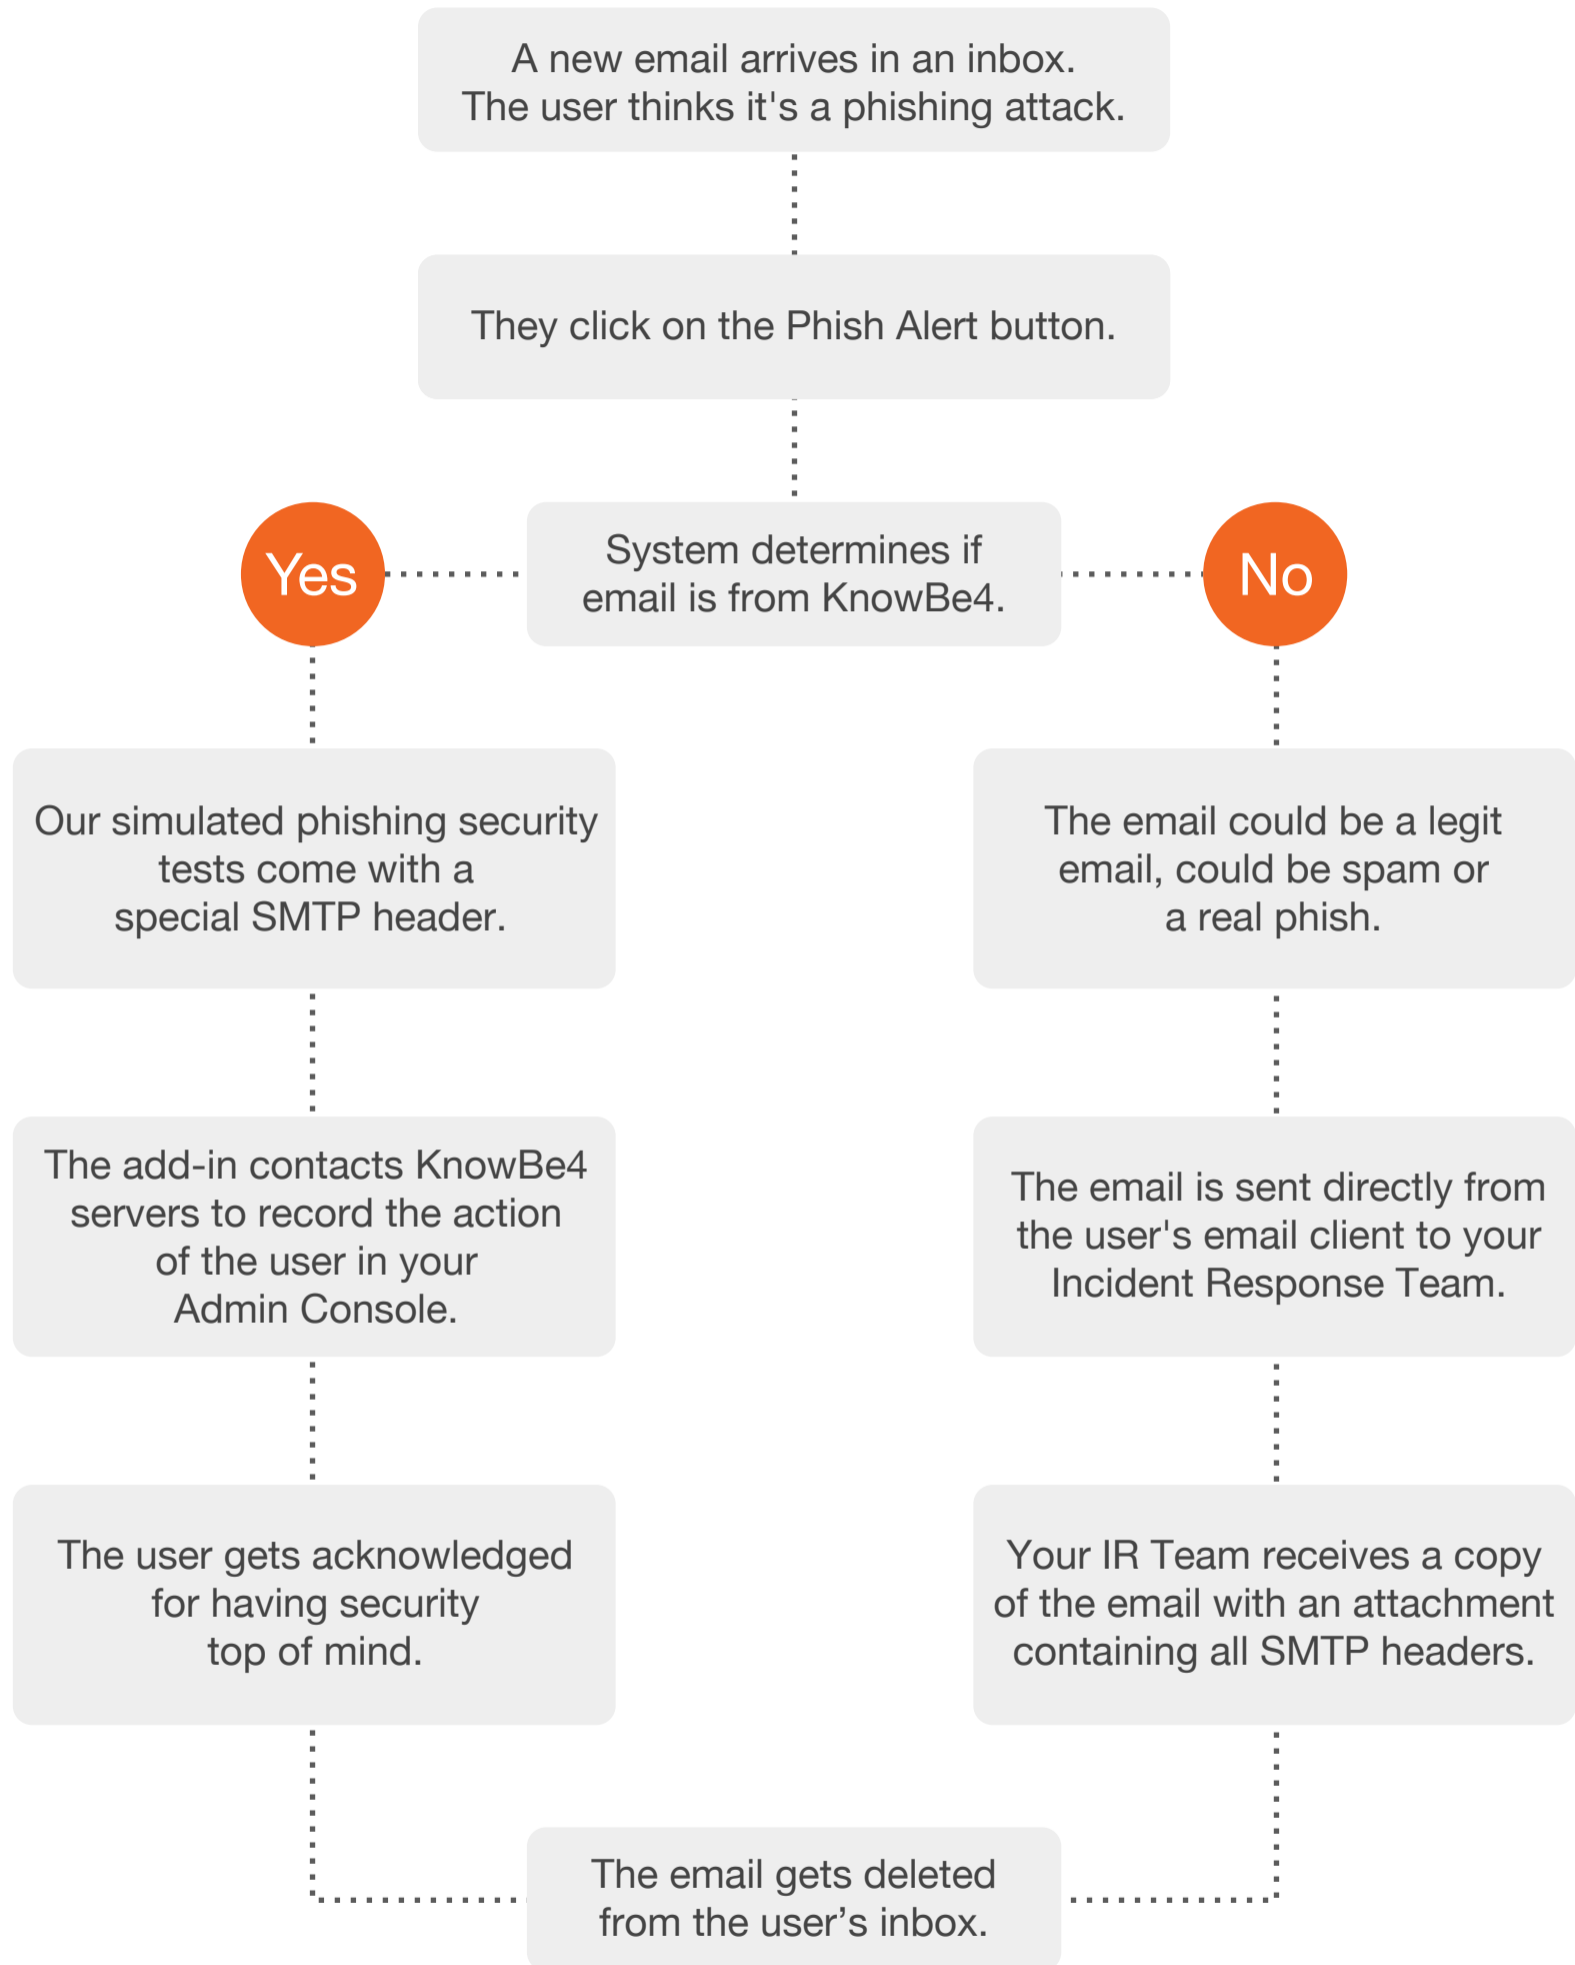 A new email arrives in an inbox.
The user thinks it's a phishing attack.
They click on the Phish Alert button.
Yes
System determines if
email is from KnowBe4.
No
Our simulated phishing security
tests come with a
special SMTP header.
The email could be a legit
email, could be spam or
a real phish.
The add-in contacts KnowBe4
servers to record the action
of the user in your
Admin Console.
The email is sent directly from
the user's email client to your
Incident Response Team.
The user gets acknowledged
for having security
top of mind.
Your IR Team receives a copy
of the email with an attachment
containing all SMTP headers.
The email gets deleted
from the user’s inbox.